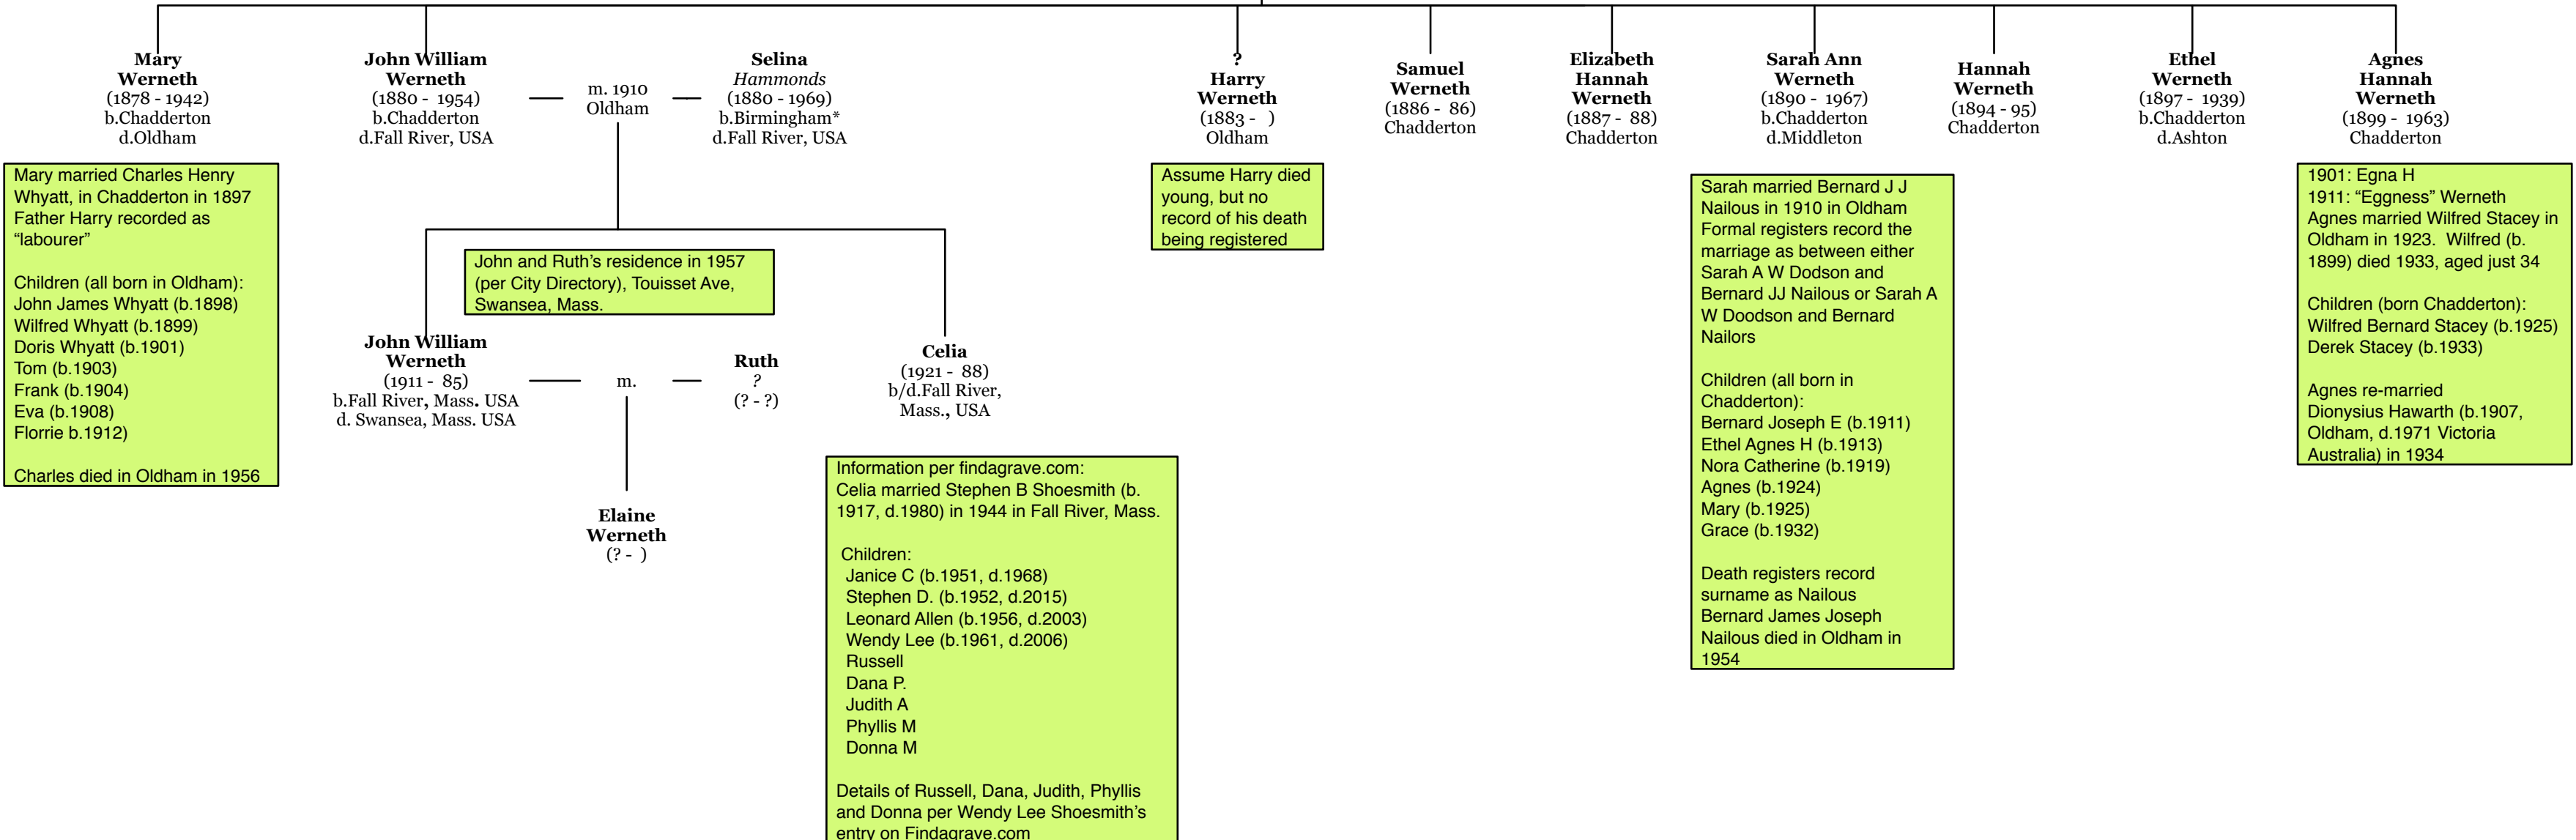 Mary
Werneth
(1878 - 1942)
b.Chadderton
d.Oldham
John William
Werneth
(1880 - 1954)
b.Chadderton
d.Fall River, USA
m. 1910
Oldham
Selina
Hammonds
(1880 - 1969)
b.Birmingham*
d.Fall River, USA
?
Harry
Werneth
(1883 - )
Oldham
Samuel
Werneth
(1886 - 86)
Chadderton
Elizabeth
Hannah
Werneth
(1887 - 88)
Chadderton
Sarah Ann
Werneth
(1890 - 1967)
b.Chadderton
d.Middleton
Hannah
Werneth
(1894 - 95)
Chadderton
Ethel
Werneth
(1897 - 1939)
b.Chadderton
d.Ashton
Agnes
Hannah
Werneth
(1899 - 1963)
Chadderton
Mary married Charles Henry
Whyatt, in Chadderton in 1897
Father Harry recorded as
“labourer”
Children (all born in Oldham):
John James Whyatt (b.1898)
Wilfred Whyatt (b.1899)
Doris Whyatt (b.1901)
Tom (b.1903)
Frank (b.1904)
Eva (b.1908)
Florrie b.1912)
Charles died in Oldham in 1956
John and Ruth’s residence in 1957
(per City Directory), Touisset Ave,
Swansea, Mass.
John William
Werneth
(1911 - 85)
b.Fall River, Mass. USA
d. Swansea, Mass. USA
m.
Ruth
?
(? - ?)
Celia
(1921 - 88)
b/d.Fall River,
Mass., USA
Elaine
Werneth
(? - )
Information per findagrave.com:
Celia married Stephen B Shoesmith (b.
1917, d.1980) in 1944 in Fall River, Mass.
Children:
Janice C (b.1951, d.1968)
Stephen D. (b.1952, d.2015)
Leonard Allen (b.1956, d.2003)
Wendy Lee (b.1961, d.2006)
Russell
Dana P.
Judith A
Phyllis M
Donna M
Details of Russell, Dana, Judith, Phyllis
and Donna per Wendy Lee Shoesmith’s
entry on Findagrave.com
Assume Harry died
young, but no
record of his death
being registered
Sarah married Bernard J J
Nailous in 1910 in Oldham
Formal registers record the
marriage as between either
Sarah A W Dodson and
Bernard JJ Nailous or Sarah A
W Doodson and Bernard
Nailors
Children (all born in
Chadderton):
Bernard Joseph E (b.1911)
Ethel Agnes H (b.1913)
Nora Catherine (b.1919)
Agnes (b.1924)
Mary (b.1925)
Grace (b.1932)
Death registers record
surname as Nailous
Bernard James Joseph
Nailous died in Oldham in
1954
1901: Egna H
1911: “Eggness” Werneth
Agnes married Wilfred Stacey in
Oldham in 1923. Wilfred (b.
1899) died 1933, aged just 34
Children (born Chadderton):
Wilfred Bernard Stacey (b.1925)
Derek Stacey (b.1933)
Agnes re-married
Dionysius Hawarth (b.1907,
Oldham, d.1971 Victoria
Australia) in 1934